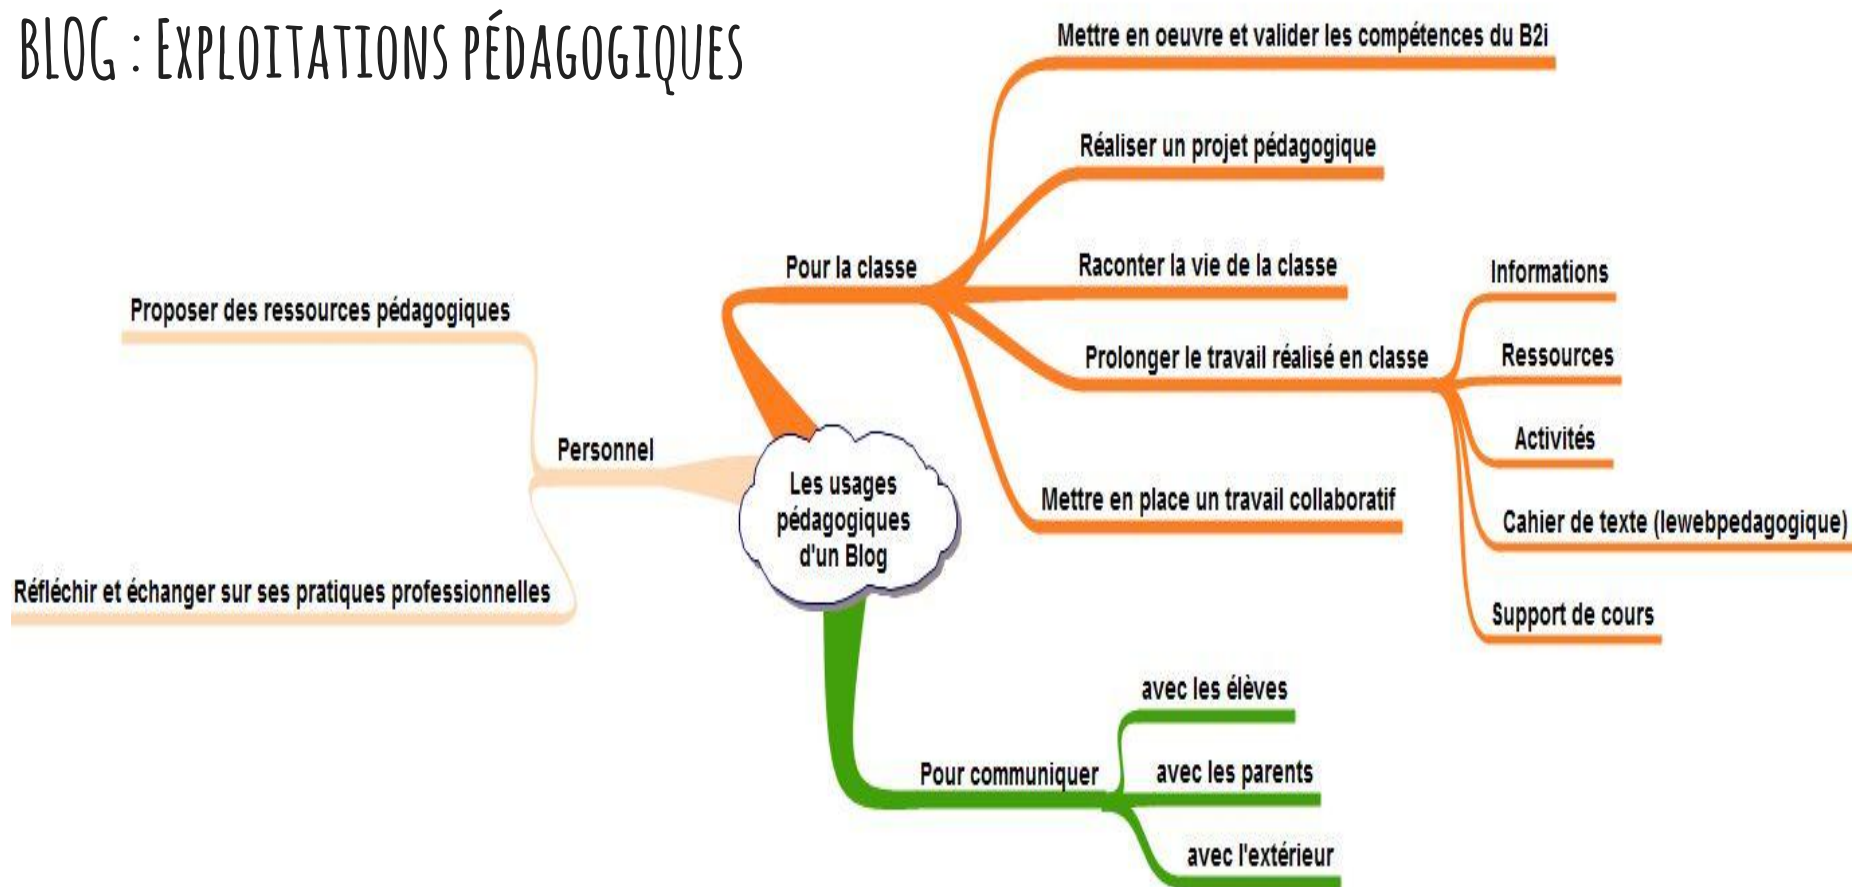 BLOG : Exploitations pédagogiques
Mettre en oeuvre et valider les compétences du B2i
Réaliser un projet pédagogique
Pour la classe
Raconter la vie de la classe
Informations
Proposer des ressources pédagogiques
Prolonger le travail réalisé en classe
Ressources
Activités
Personnel
Les usages
pédagogiques
d'un Blog
Mettre en place un travail collaboratif
Cahier de texte (lewebpedagogique)
Réfléchir et échanger sur ses pratiques professionnelles
Support de cours
avec les élèves
Pour communiquer
avec les parents
avec l'extérieur